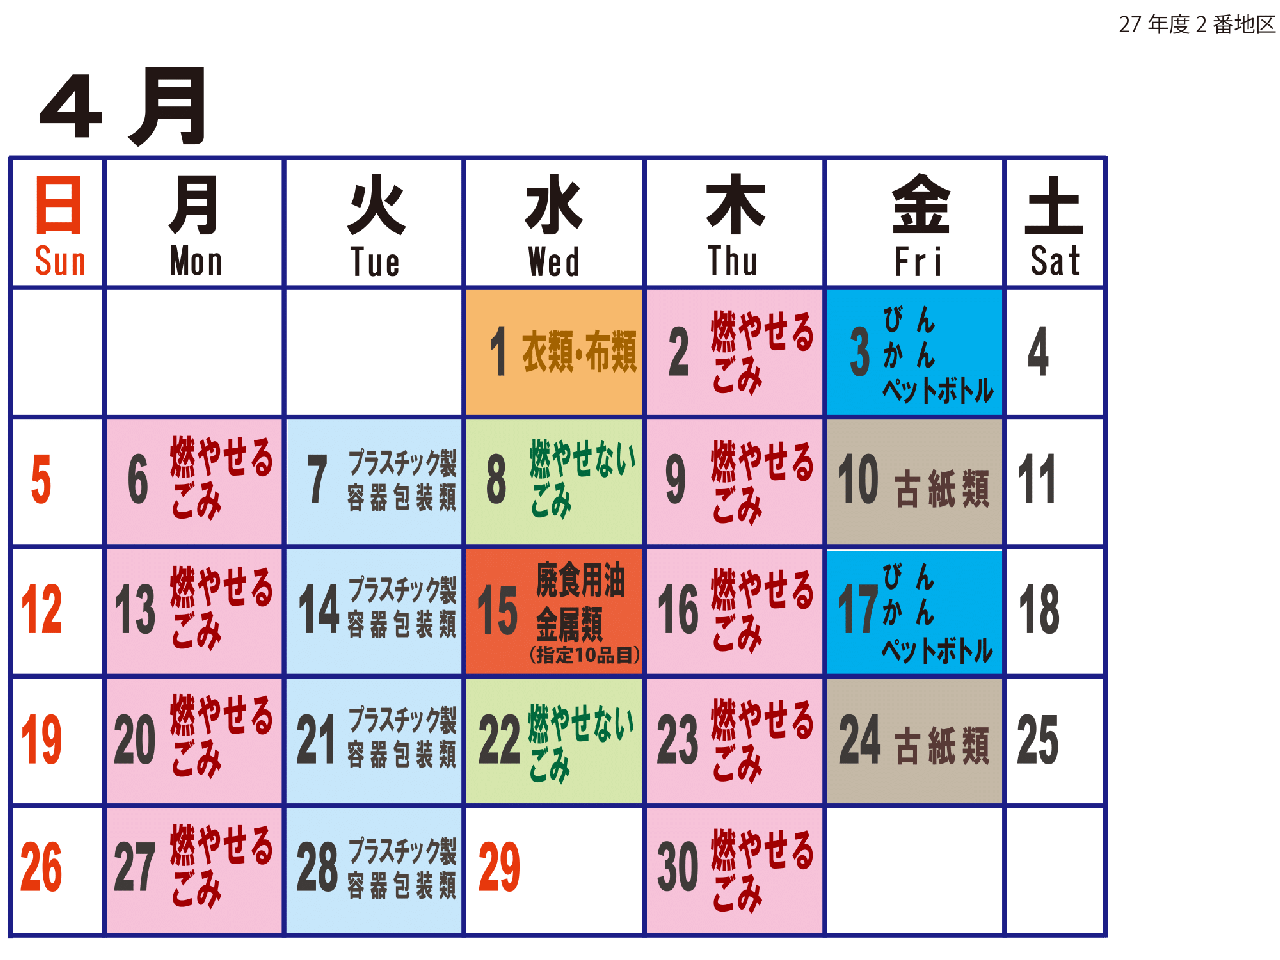 27 年度 2 番地区
4 月
日 月 火 水 木 金 土
Sun Mon Tue Wed Thu Fri Sat
1 衣類・布類
2 燃やせる
ごみ
3 びん
かん
ペットボトル
4
5
6 燃やせる
ごみ
7 プラスチック製
容器包装類
8 燃やせない
ごみ
9 燃やせる
ごみ
10 古紙類
11
12
13 燃やせる
ごみ
14 プラスチック製
容器包装類
15 廃食用油
金属類
(指定10品目)
16 燃やせる
ごみ
17 びん
かん
ペットボトル
18
19
20 燃やせる
ごみ
21 プラスチック製
容器包装類
22 燃やせない
ごみ
23 燃やせる
ごみ
24 古紙類
25
26
27 燃やせる
ごみ
28 プラスチック製
容器包装類
29
30 燃やせる
ごみ